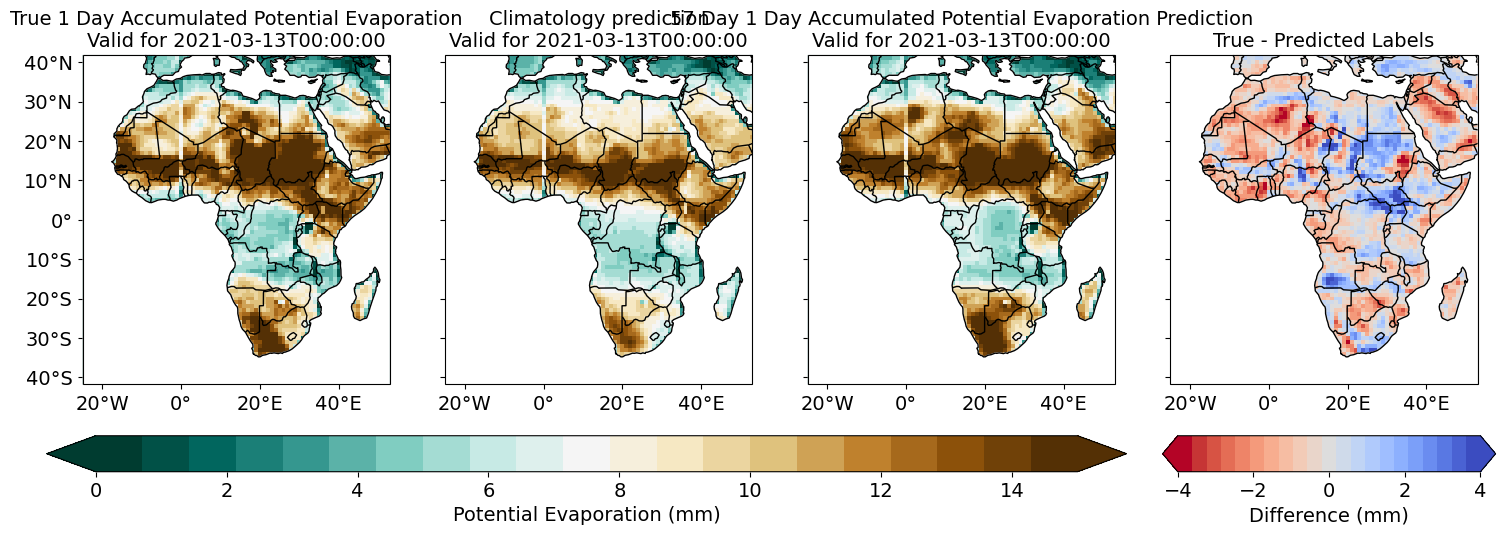 True 1 Day Accumulated Potential Evaporation
Valid for 2021-03-13T00:00:00
Climatology prediction
Valid for 2021-03-13T00:00:00
57 Day 1 Day Accumulated Potential Evaporation Prediction
Valid for 2021-03-13T00:00:00
True - Predicted Labels
40°N
30°N
20°N
10°N
0°
10°S
20°S
30°S
40°S
20°W 0° 20°E 40°E
20°W 0° 20°E 40°E
20°W 0° 20°E 40°E
20°W 0° 20°E 40°E
0 2 4 6 8 10 12 14
Potential Evaporation (mm)
−4 −2 0 2 4
Difference (mm)